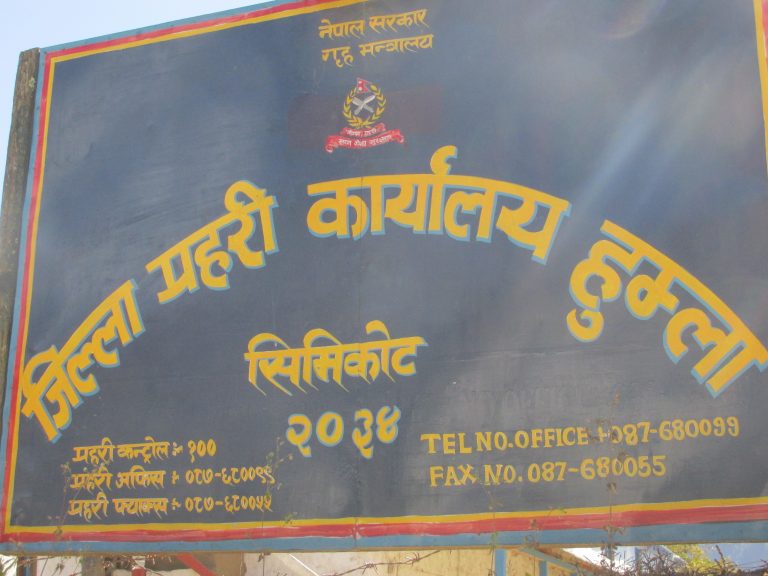 नेपाल सरकार
गृह मन्त्रालय
जिल्ला प्रहरी कार्यालय हुम्ला
सिमिकोट
२०३४
प्रहरी कन्ट्रोल :- १००
प्रहरी अफिस :- ०८७-६८००९९
प्रहरी फ्याक्स :- ०८७-६८००५५
TEL NO. OFFICE :- 087-680099
FAX NO. 087-680055